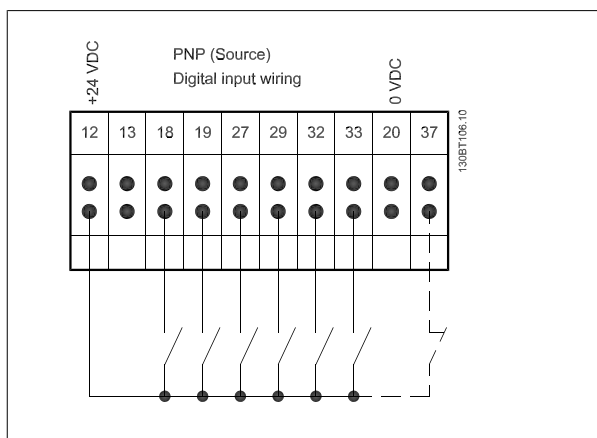 PNP (Source)
Digital input wiring
+24 VDC
0 VDC
12 13 18 19 27 29 32 33 20 37
130BT106.10